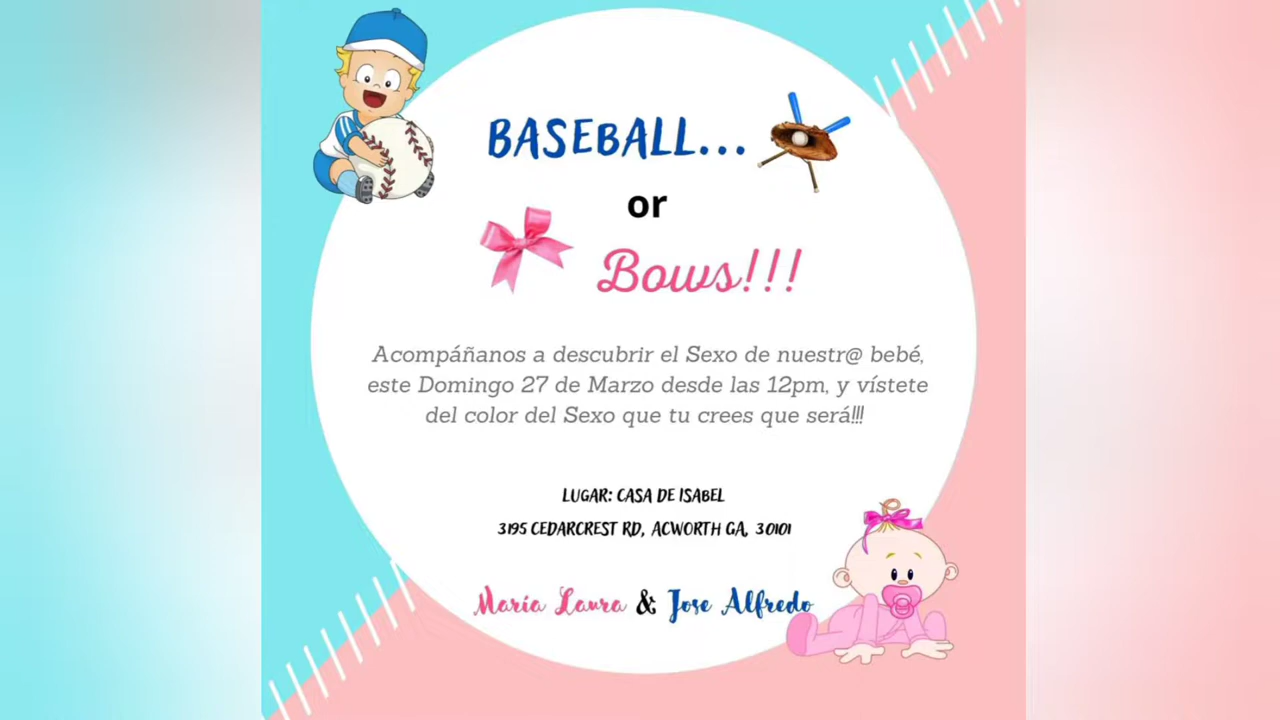 BASEBALL...
or
Bows!!!
Acompáñanos a descubrir el Sexo de nuestr@ bebé,
este Domingo 27 de Marzo desde las 12pm, y vístete
del color del Sexo que tu crees que será!!!
LUGAR: CASA DE ISABEL
3195 CEDARCREST RD, ACWORTH GA, 30101
María Laura & Jose Alfredo